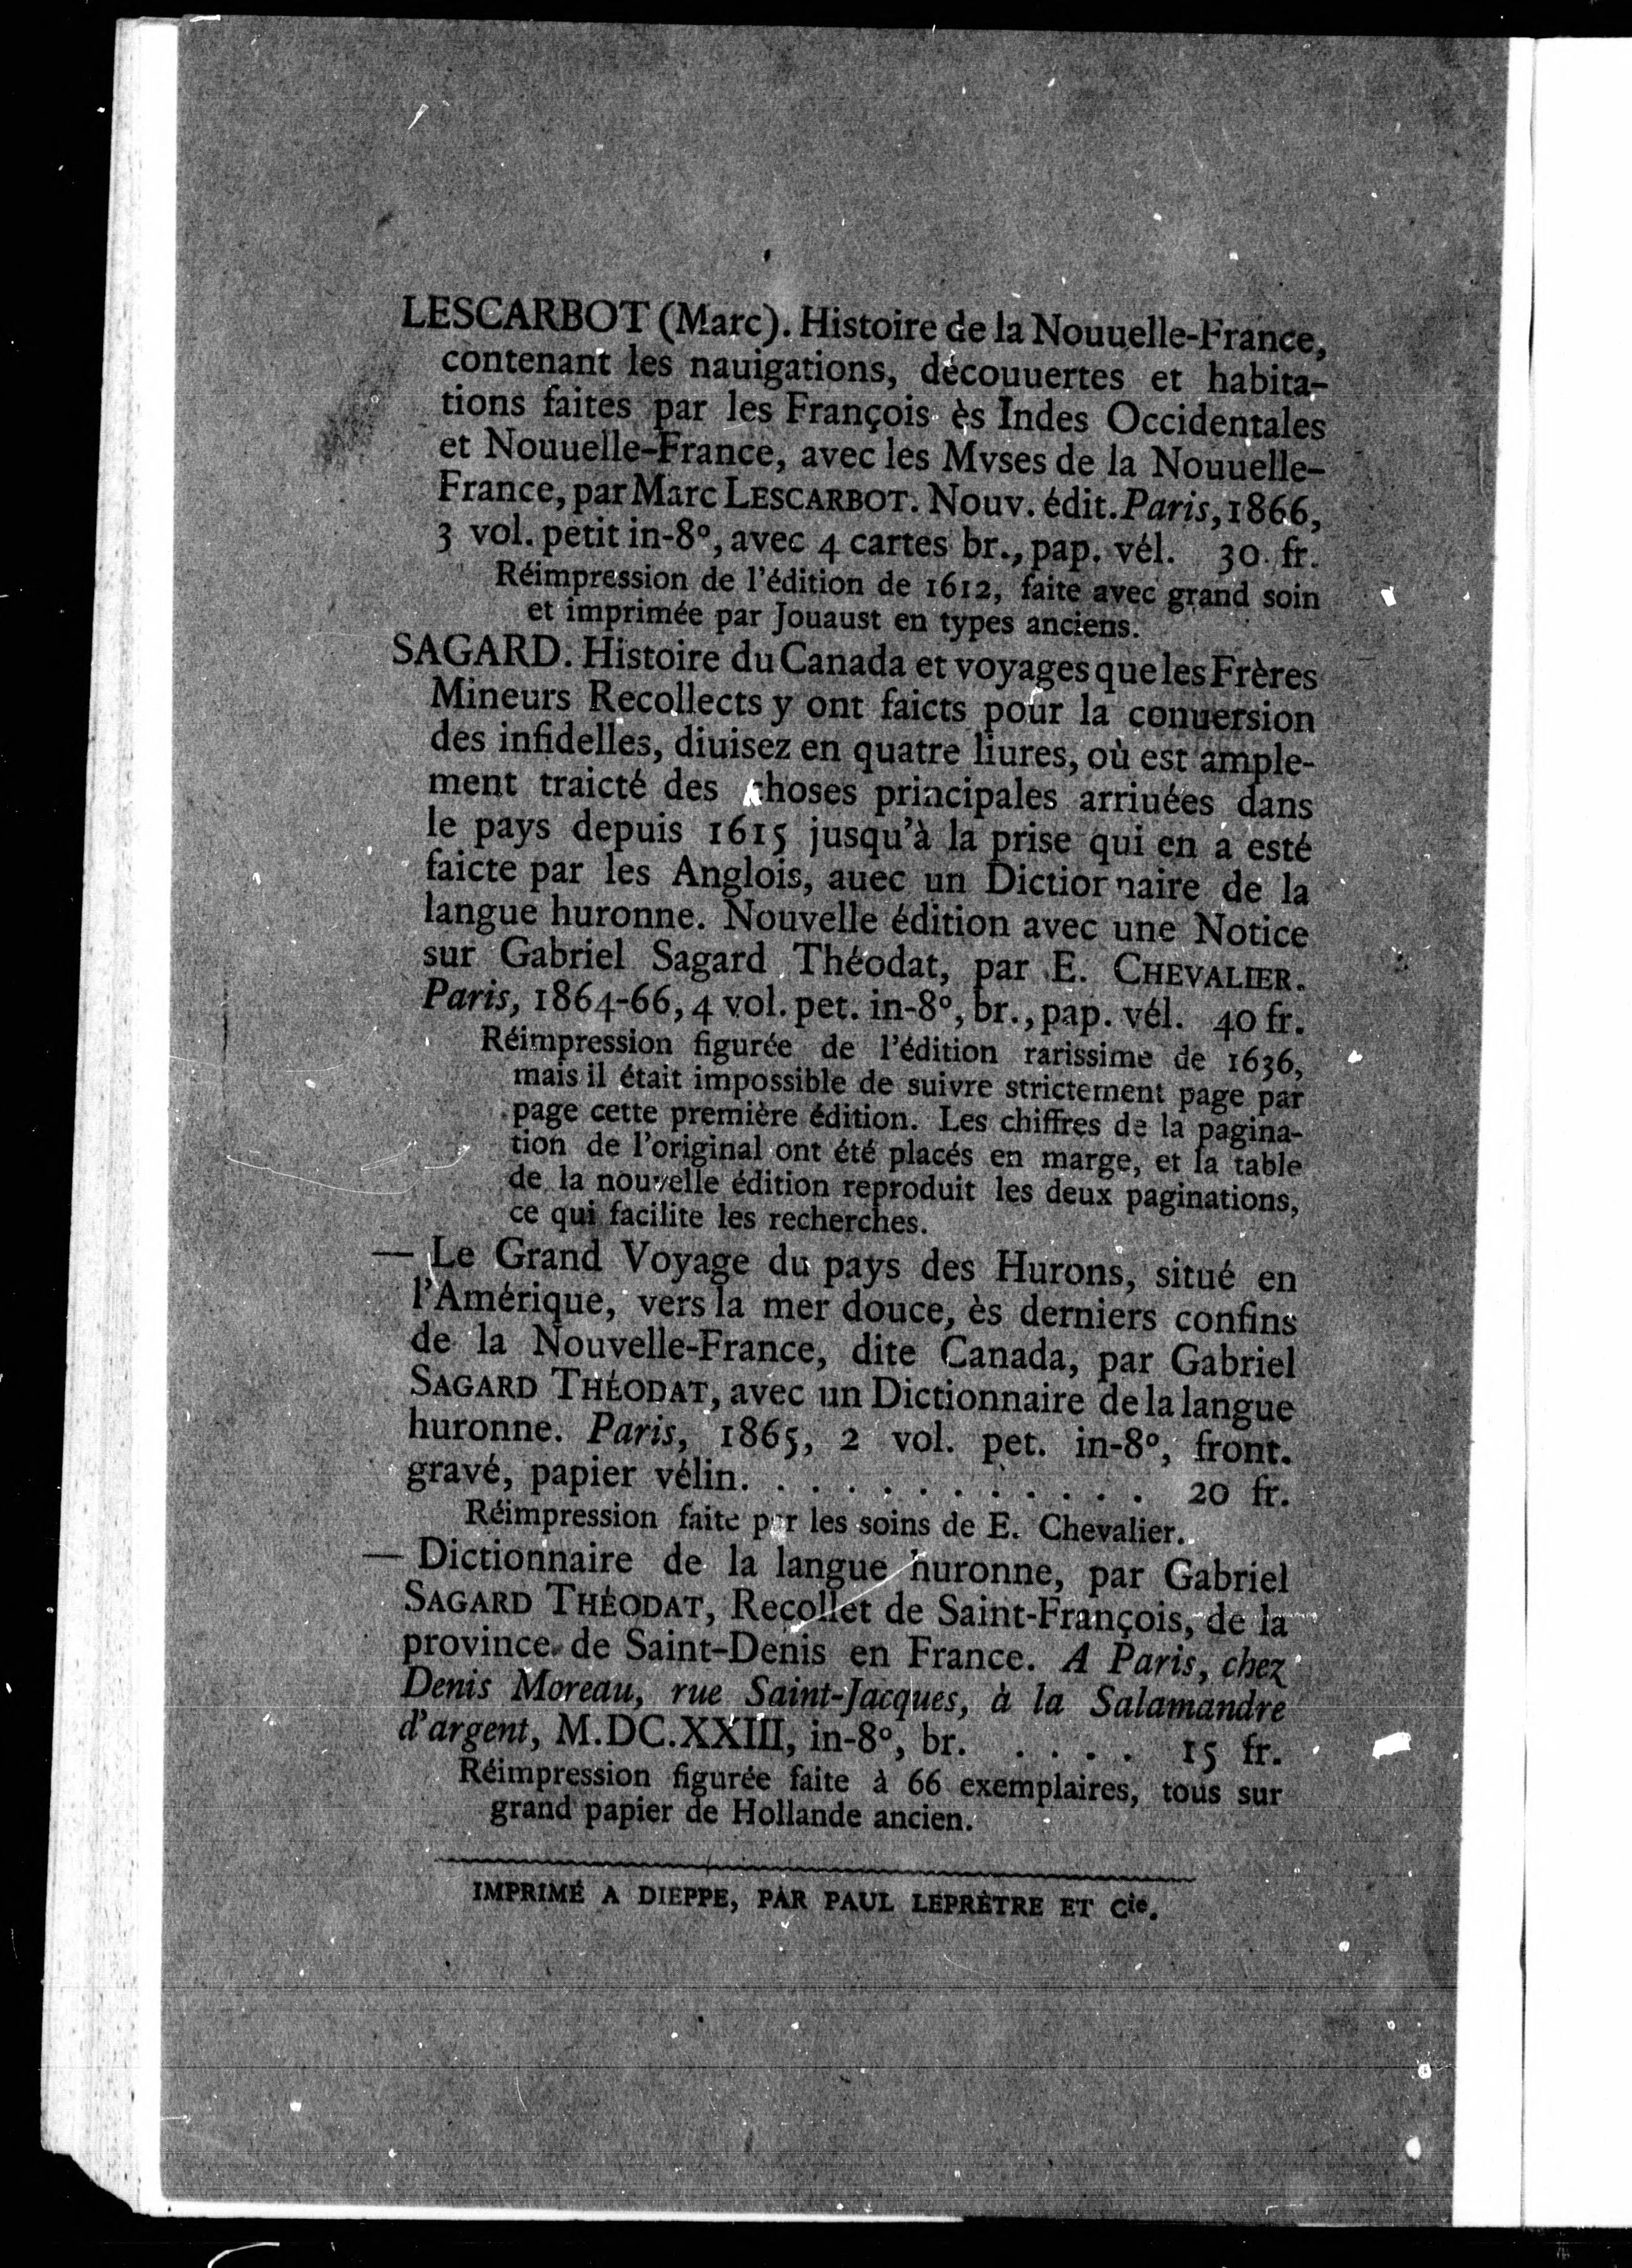 LESCARBOT (Marc). Histoire de la Nouuelle-France,
contenant les nauigations, découuertes et habita-
tions faites par les François ès Indes Occidentales
et Nouuelle-France, avec les Mvses de la Nouuelle-
France, par Marc LESCARBOT. Nouv. édit. Paris, 1866,
3 vol. petit in-8º, avec 4 cartes br., pap. vél. 30 fr.
Réimpression de l'édition de 1612, faite avec grand soin
et imprimée par Jouaust en types anciens.
SAGARD. Histoire du Canada et voyages que les Frères
Mineurs Recollects y ont faicts pour la conuersion
des infidelles, diuisez en quatre liures, où est ample-
ment traicté des choses principales arriuées dans
le pays depuis 1615 jusqu'à la prise qui en a esté
faicte par les Anglois, auec un Dictionnaire de la
langue huronne. Nouvelle édition avec une Notice
sur Gabriel Sagard Théodat, par E. CHEVALIER.
Paris, 1864-66, 4 vol. pet. in-8º, br., pap. vél. 40 fr.
Réimpression figurée de l'édition rarissime de 1636,
mais il était impossible de suivre strictement page par
page cette première édition. Les chiffres de la pagina-
tion de l'original ont été placés en marge, et la table
de la nouvelle édition reproduit les deux paginations,
ce qui facilite les recherches.
— Le Grand Voyage du pays des Hurons, situé en
l'Amérique, vers la mer douce, ès derniers confins
de la Nouvelle-France, dite Canada, par Gabriel
SAGARD THÉODAT, avec un Dictionnaire de la langue
huronne. Paris, 1865, 2 vol. pet. in-8º, front.
gravé, papier vélin. . . . . . . . . . . . 20 fr.
Réimpression faite par les soins de E. Chevalier.
— Dictionnaire de la langue huronne, par Gabriel
SAGARD THÉODAT, Recollet de Saint-François, de la
province de Saint-Denis en France. A Paris, chez
Denis Moreau, rue Saint-Jacques, à la Salamandre
d'argent, M.DC.XXIII, in-8º, br. . . . . 15 fr.
Réimpression figurée faite à 66 exemplaires, tous sur
grand papier de Hollande ancien.
IMPRIMÉ A DIEPPE, PAR PAUL LEPRÊTRE ET Cie.